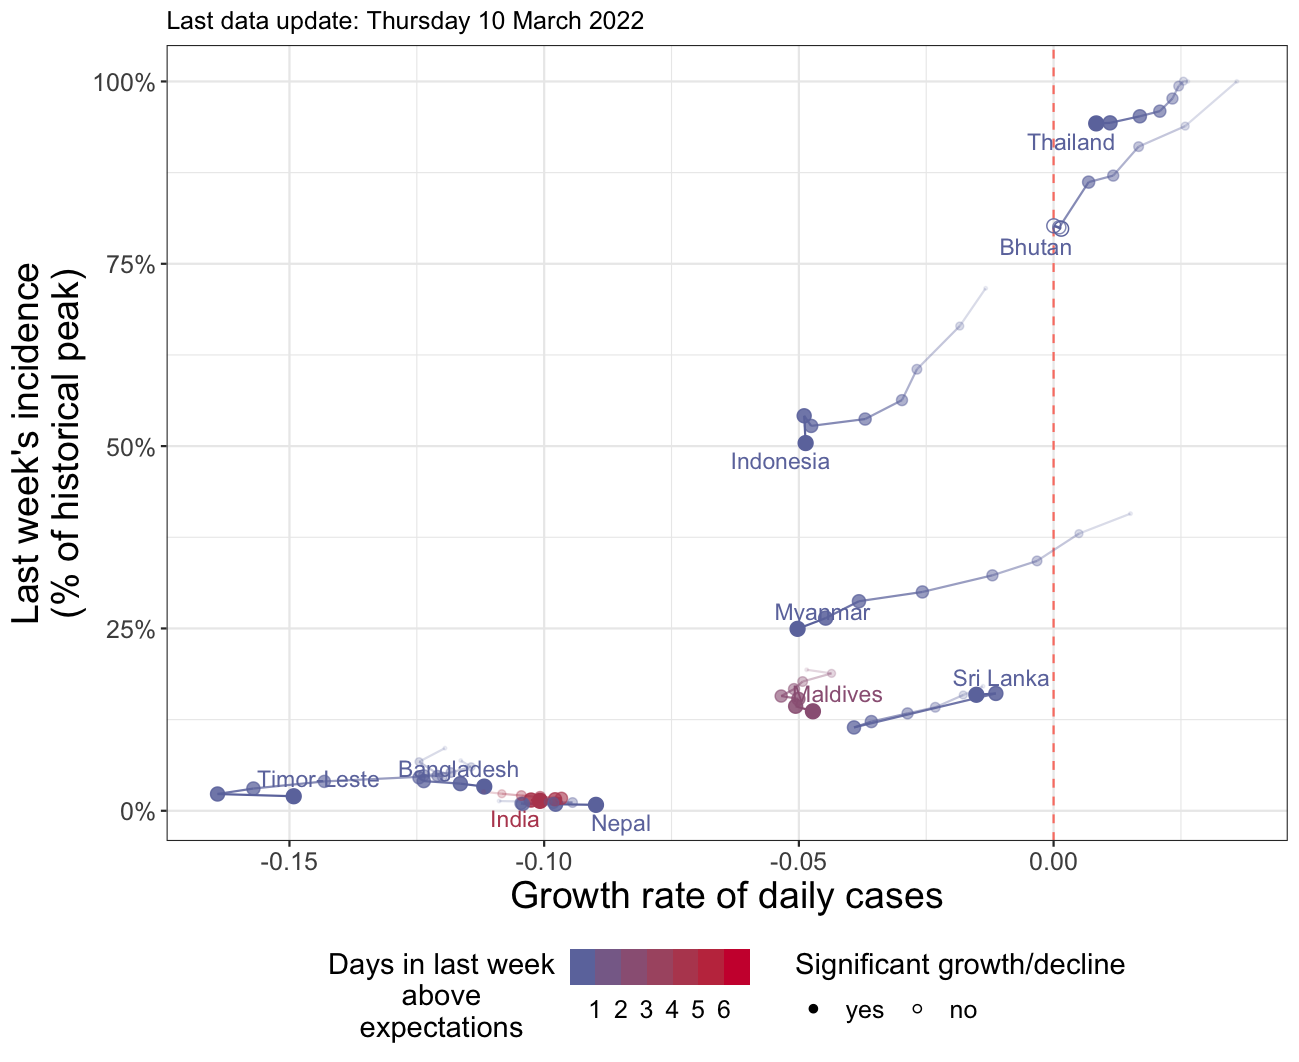 Last data update: Thursday 10 March 2022
Last week's incidence
(% of historical peak)
100%
75%
50%
25%
0%
Thailand
Bhutan
Indonesia
Myanmar
Sri Lanka
Maldives
Timor-Leste
Bangladesh
India
Nepal
-0.15
-0.10
-0.05
0.00
Growth rate of daily cases
Days in last week
above
expectations
1 2 3 4 5 6
Significant growth/decline
yes
no